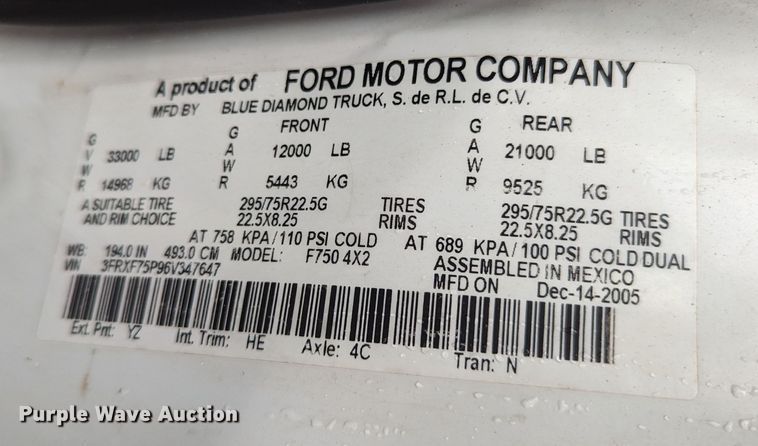 A product of FORD MOTOR COMPANY
MFD BY BLUE DIAMOND TRUCK, S. de R.L. de C.V.
G FRONT G REAR
V 33000 LB A 12000 LB A 21000 LB
W W W
R 14968 KG R 5443 KG R 9525 KG
A SUITABLE TIRE 295/75R22.5G TIRES 295/75R22.5G TIRES
AND RIM CHOICE 22.5X8.25 RIMS 22.5X8.25 RIMS
AT 758 KPA/110 PSI COLD AT 689 KPA/100 PSI COLD DUAL
WB: 194.0 IN 493.0 CM MODEL: F750 4X2 ASSEMBLED IN MEXICO
VIN 3FRXF75P96V347647 MFD ON Dec-14-2005
Ext. Pnt: YZ Int. Trim: HE Axle: 4C Tran: N
Purple Wave Auction